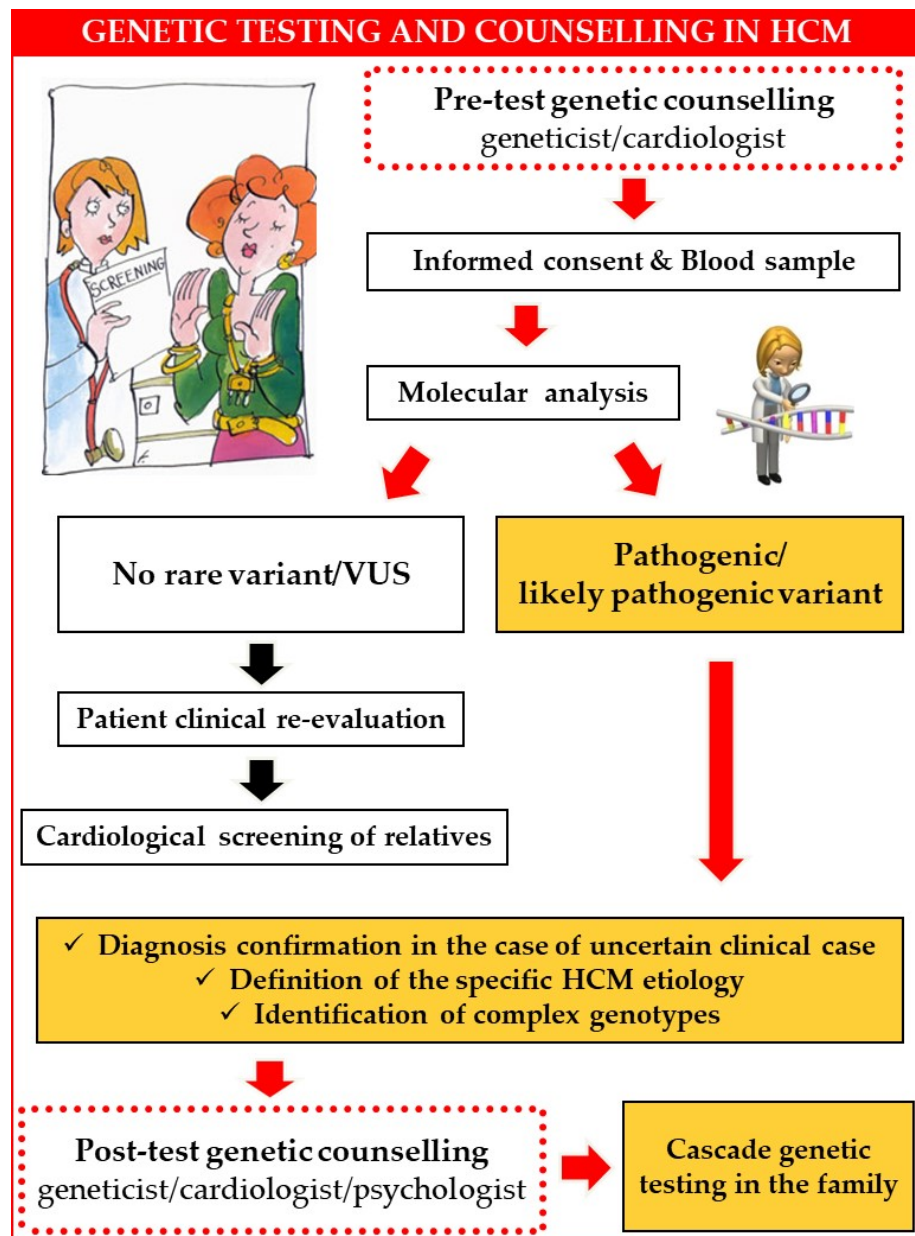 GENETIC TESTING AND COUNSELLING IN HCM
Pre-test genetic counselling
geneticist/cardiologist
SCREENING
Informed consent & Blood sample
Molecular analysis
No rare variant/VUS
Pathogenic/
likely pathogenic variant
Patient clinical re-evaluation
Cardiological screening of relatives
✓ Diagnosis confirmation in the case of uncertain clinical case
✓ Definition of the specific HCM etiology
✓ Identification of complex genotypes
Post-test genetic counselling
geneticist/cardiologist/psychologist
Cascade genetic
testing in the family